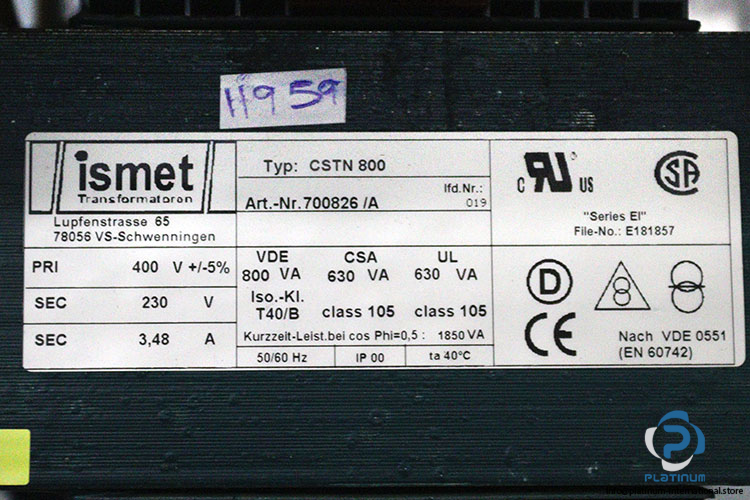 11959
ismet
Transformatoren
Lupfenstrasse 65
78056 VS-Schwenningen
Typ: CSTN 800
Art.-Nr.700826 /A
lfd.Nr.:
019
C UR US
CSA
"Series EI"
File-No.: E181857
PRI 400 V +/-5%
SEC 230 V
SEC 3,48 A
VDE CSA UL
800 VA 630 VA 630 VA
Iso.-Kl.
T40/B class 105 class 105
Kurzzeit-Leist.bei cos Phi=0,5 : 1850 VA
50/60 Hz IP 00 ta 40°C
D
CE
Nach VDE 0551
(EN 60742)
PLATINUM